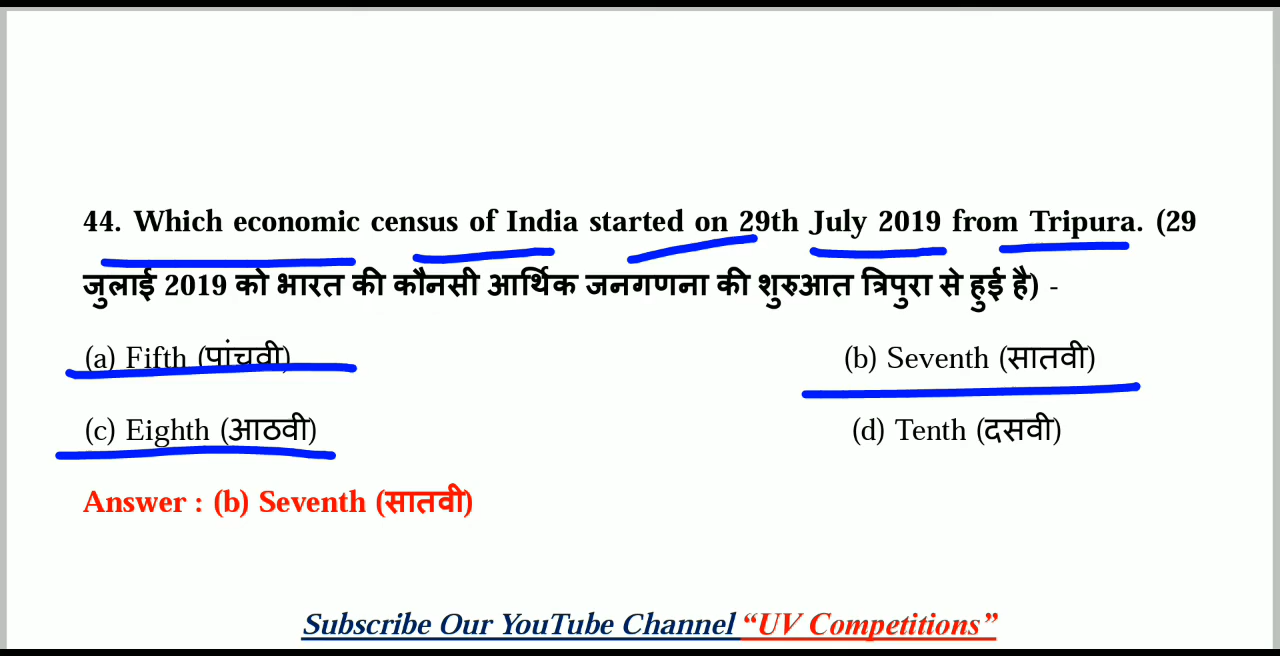 44. Which economic census of India started on 29th July 2019 from Tripura. (29
जुलाई 2019 को भारत की कौनसी आर्थिक जनगणना की शुरुआत त्रिपुरा से हुई है) -
(a) Fifth (पांचवी) (b) Seventh (सातवी)
(c) Eighth (आठवी) (d) Tenth (दसवी)
Answer : (b) Seventh (सातवी)
Subscribe Our YouTube Channel “UV Competitions”